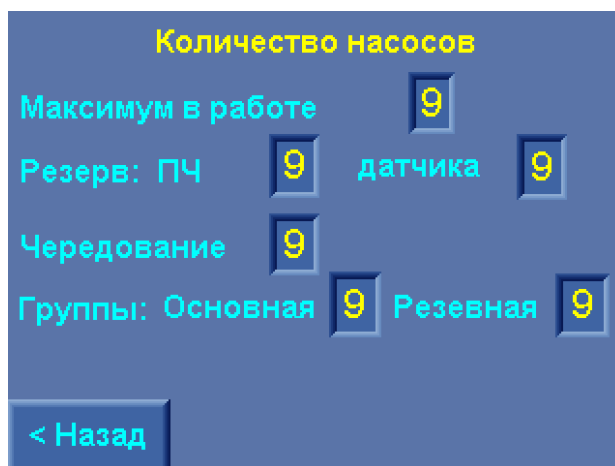 Количество насосов
Максимум в работе 9
Резерв: ПЧ 9 датчика 9
Чередование 9
Группы: Основная 9 Резевная 9
< Назад